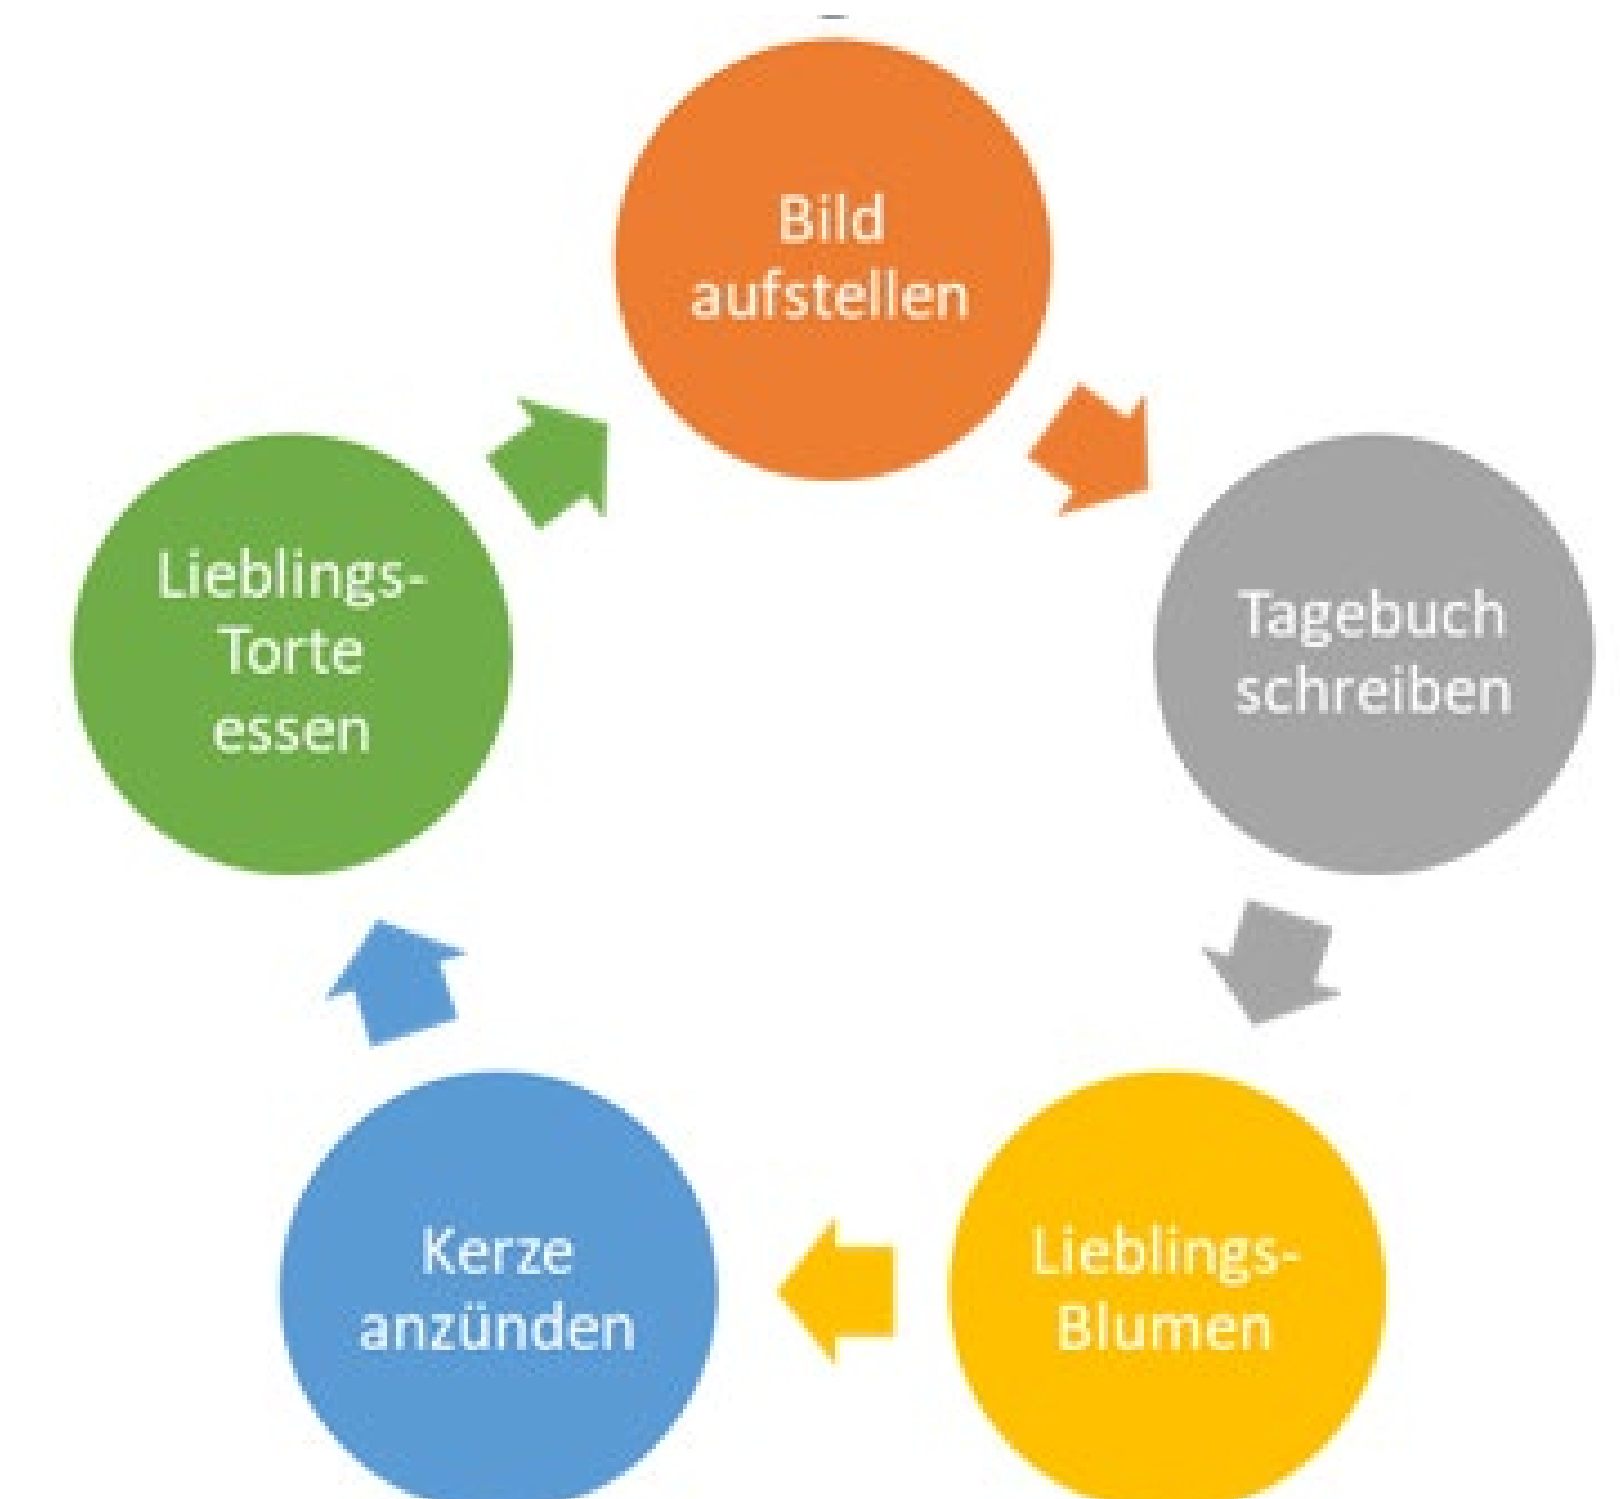 Bild
aufstellen
Tagebuch
schreiben
Lieblings-
Blumen
Kerze
anzünden
Lieblings-
Torte
essen